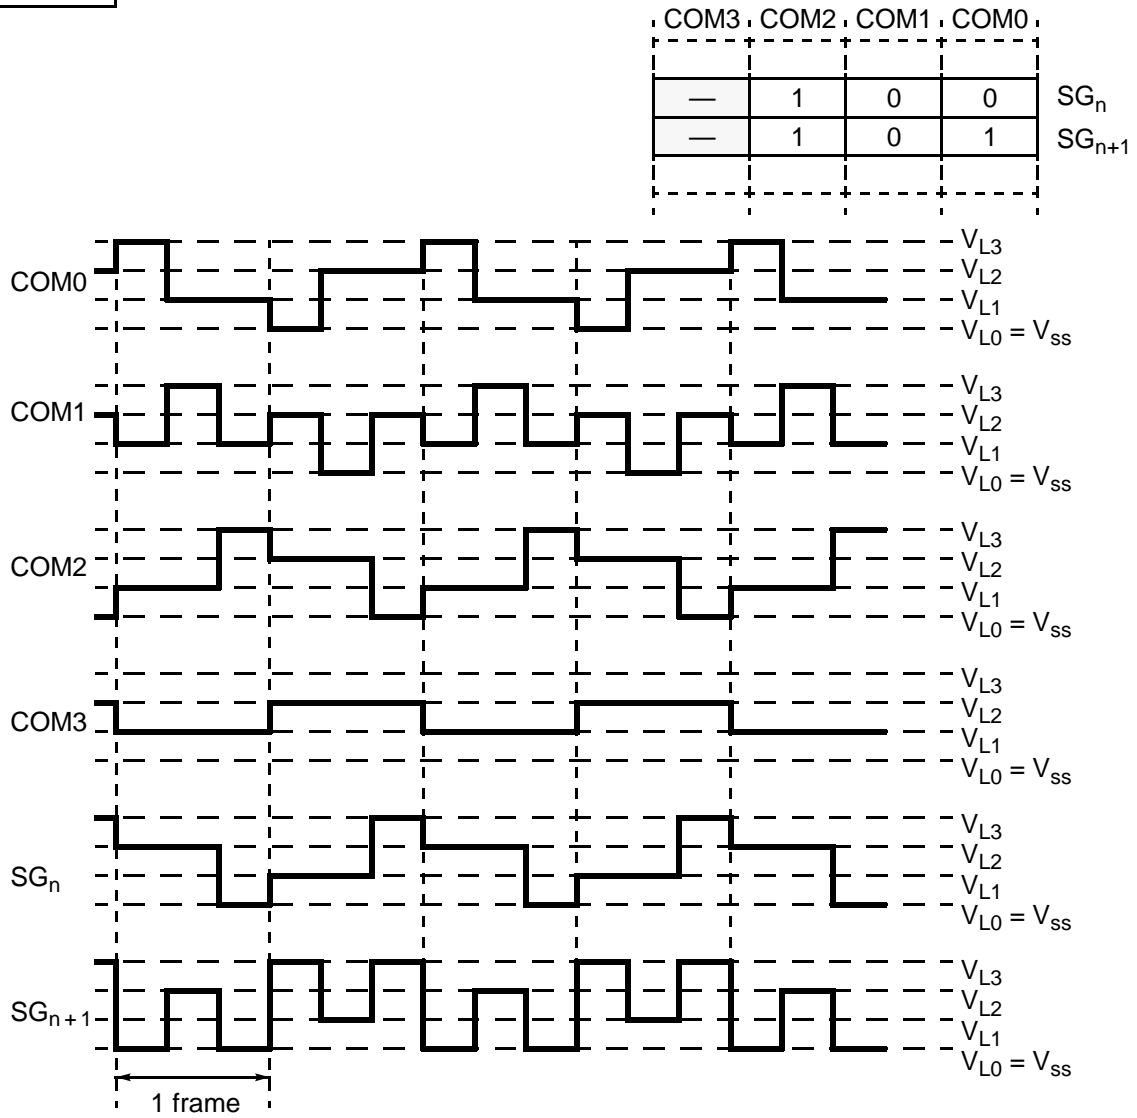 COM3 COM2 COM1 COM0
— 1 0 0 SGn
— 1 0 1 SGn+1
COM0
VL3
VL2
VL1
VL0 = Vss
COM1
VL3
VL2
VL1
VL0 = Vss
COM2
VL3
VL2
VL1
VL0 = Vss
COM3
VL3
VL2
VL1
VL0 = Vss
SGn
VL3
VL2
VL1
VL0 = Vss
SGn+1
VL3
VL2
VL1
VL0 = Vss
1 frame